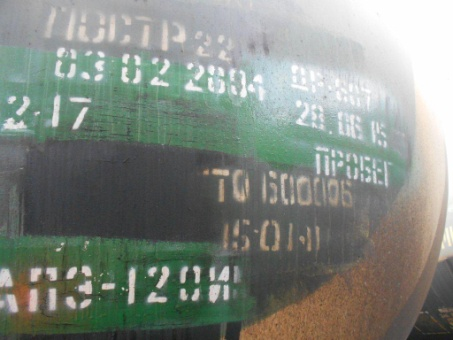 ПОСТР 22
03 02 2004
28.06 15
2-17
ПРОБЕГ
ТО 600006
15-01-11
АПЭ-120И